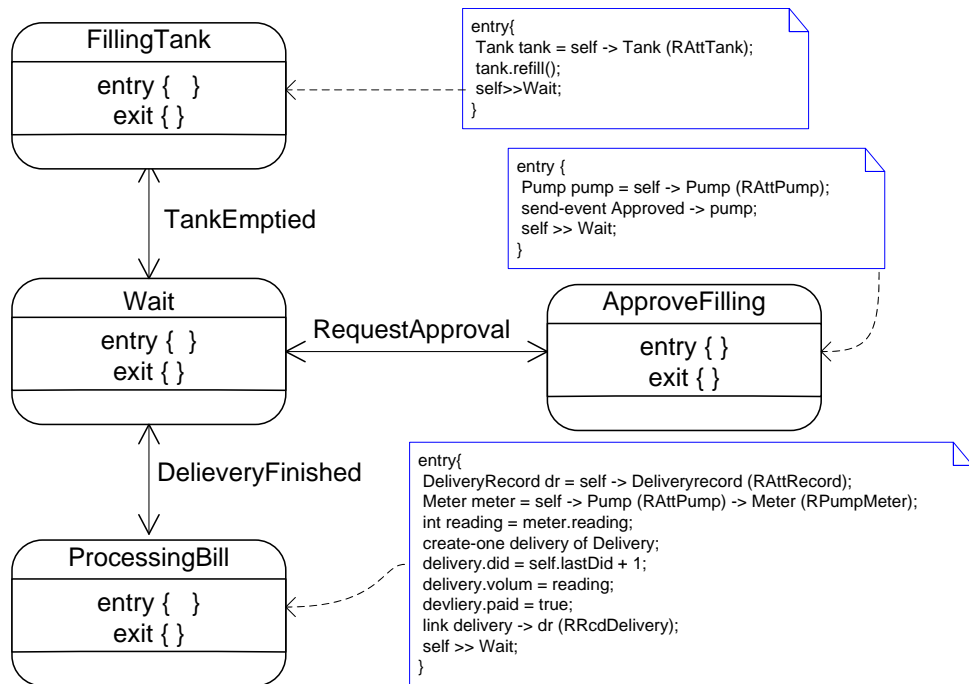 FillingTank
entry {   }
exit { }
entry{
Tank tank = self -> Tank (RAttTank);
tank.refill();
self>>Wait;
}
TankEmptied
entry {
Pump pump = self -> Pump (RAttPump);
send-event Approved -> pump;
self >> Wait;
}
Wait
entry {  }
exit { }
RequestApproval
ApproveFilling
entry { }
exit { }
DelieveryFinished
ProcessingBill
entry {   }
exit { }
entry{
DeliveryRecord dr = self -> Deliveryrecord (RAttRecord);
Meter meter = self -> Pump (RAttPump) -> Meter (RPumpMeter);
int reading = meter.reading;
create-one delivery of Delivery;
delivery.did = self.lastDid + 1;
delivery.volum = reading;
devliery.paid = true;
link delivery -> dr (RRcdDelivery);
self >> Wait;
}